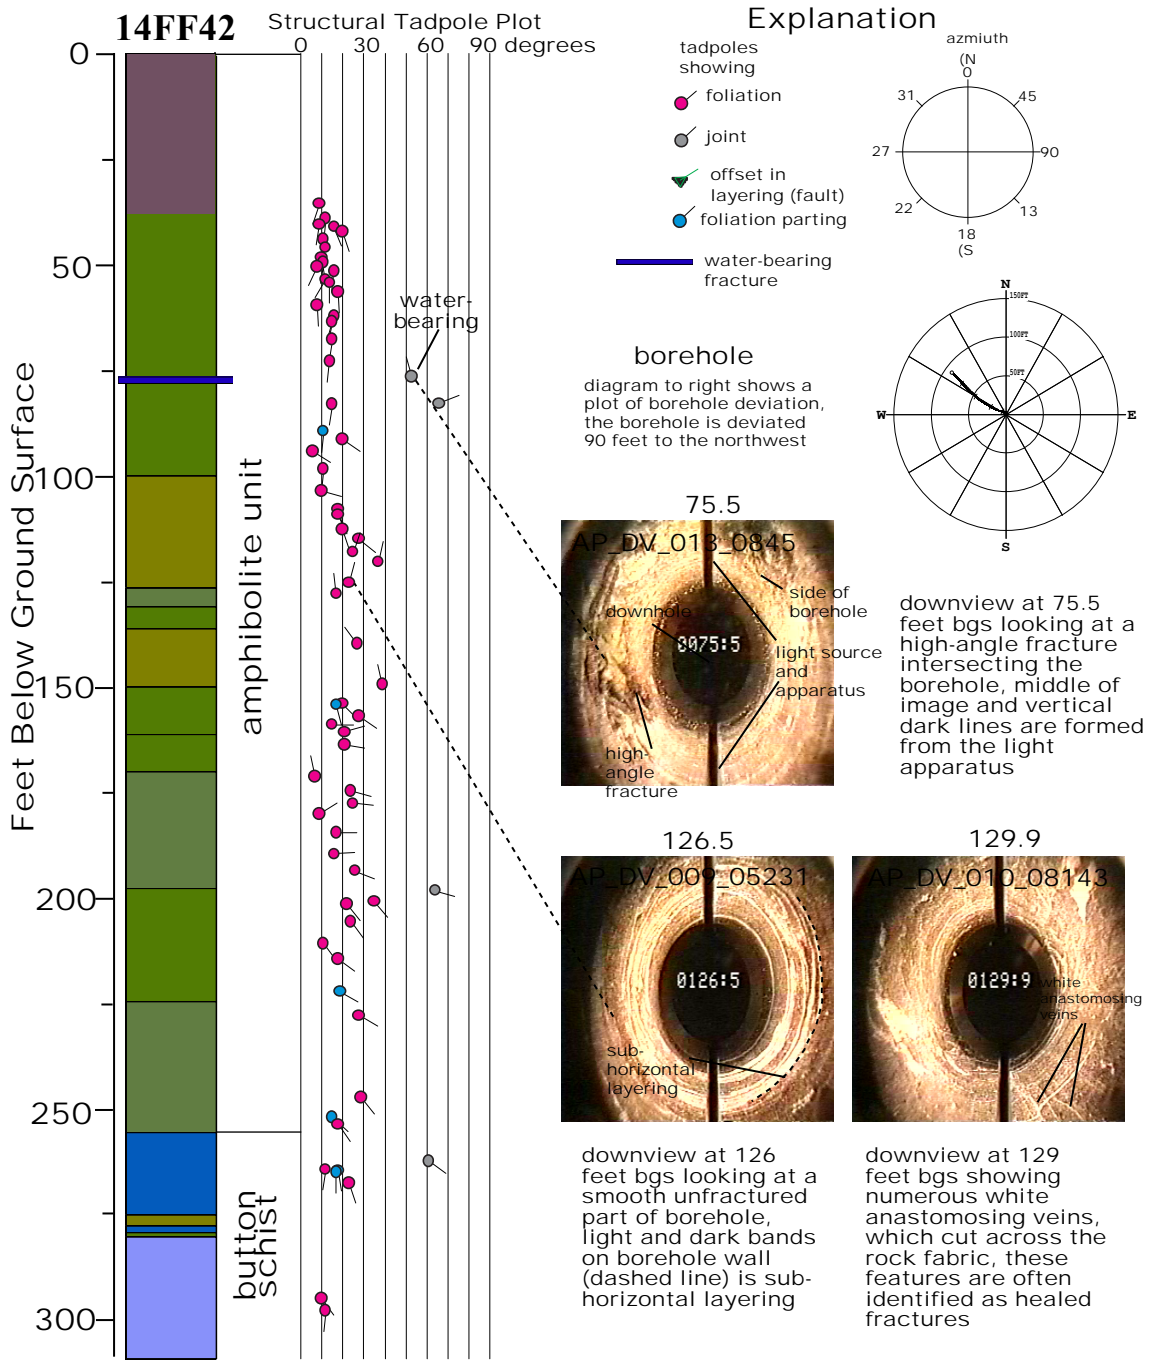 14FF42
Structural Tadpole Plot
0 30 60 90 degrees
Feet Below Ground Surface
0
50
100
150
200
250
300
amphibolite unit
button
schist
water-
bearing
Explanation
tadpoles
showing
foliation
joint
offset in
layering (fault)
foliation parting
water-bearing
fracture
azmiuth
(N
0
45
90
13
18
(S
22
27
31
borehole
diagram to right shows a
plot of borehole deviation,
the borehole is deviated
90 feet to the northwest
N
150FT
100FT
50FT
W
E
S
75.5
AP_DV_013_0845
side of
borehole
downhole
0075:5
light source
and
apparatus
high-
angle
fracture
downview at 75.5
feet bgs looking at a
high-angle fracture
intersecting the
borehole, middle of
image and vertical
dark lines are formed
from the light
apparatus
126.5
AP_DV_009_05231
0126:5
sub-
horizontal
layering
129.9
AP_DV_010_08143
0129:9
white
anastomosing
veins
downview at 126
feet bgs looking at a
smooth unfractured
part of borehole,
light and dark bands
on borehole wall
(dashed line) is sub-
horizontal layering
downview at 129
feet bgs showing
numerous white
anastomosing veins,
which cut across the
rock fabric, these
features are often
identified as healed
fractures